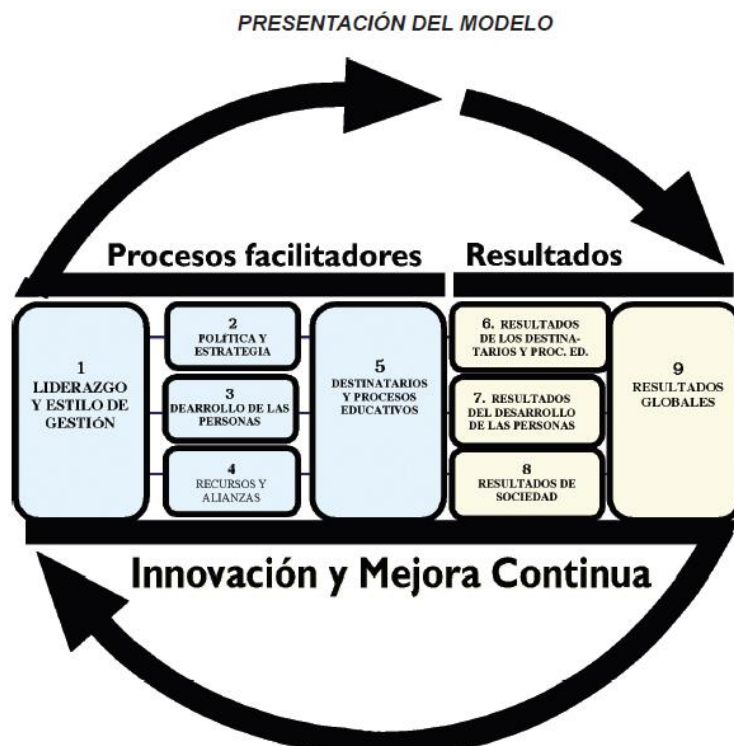 PRESENTACIÓN DEL MODELO
Procesos facilitadores
Resultados
1
LIDERAZGO
Y ESTILO DE
GESTIÓN
2
POLÍTICA Y
ESTRATEGIA
3
DEARROLLO DE LAS
PERSONAS
4
RECURSOS Y
ALIANZAS
5
DESTINATARIOS
Y PROCESOS
EDUCATIVOS
6. RESULTADOS
DE LOS DESTINA-
TARIOS Y PROC. ED.
7. RESULTADOS
DEL DESARROLLO
DE LAS PERSONAS
8
RESULTADOS DE
SOCIEDAD
9
RESULTADOS
GLOBALES
Innovación y Mejora Continua